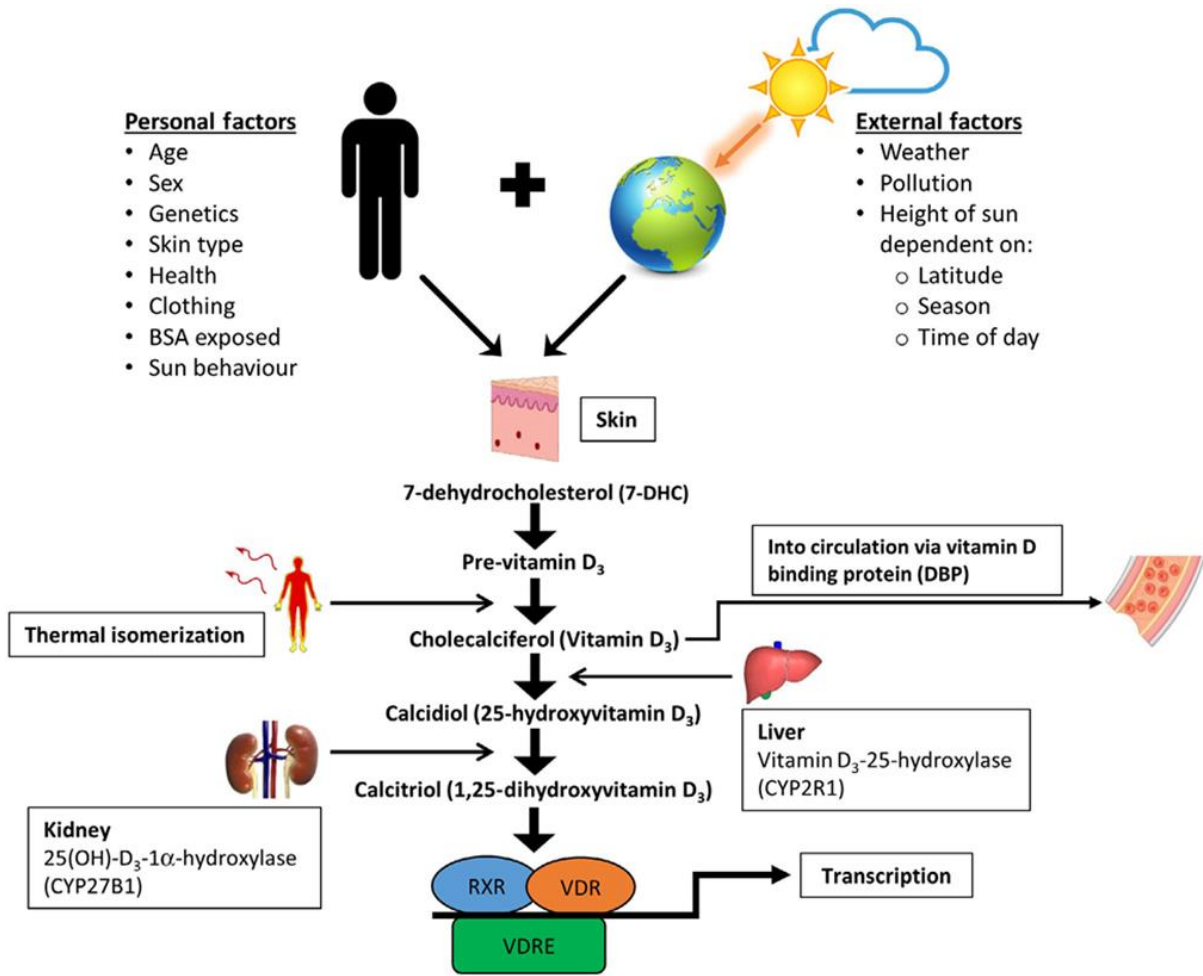 Personal factors
• Age
• Sex
• Genetics
• Skin type
• Health
• Clothing
• BSA exposed
• Sun behaviour
External factors
• Weather
• Pollution
• Height of sun
dependent on:
o Latitude
o Season
o Time of day
Skin
7-dehydrocholesterol (7-DHC)
Pre-vitamin D₃
Into circulation via vitamin D
binding protein (DBP)
Thermal isomerization
Cholecalciferol (Vitamin D₃)
Calcidiol (25-hydroxyvitamin D₃)
Liver
Vitamin D₃-25-hydroxylase
(CYP2R1)
Calcitriol (1,25-dihydroxyvitamin D₃)
Kidney
25(OH)-D₃-1α-hydroxylase
(CYP27B1)
RXR
VDR
Transcription
VDRE